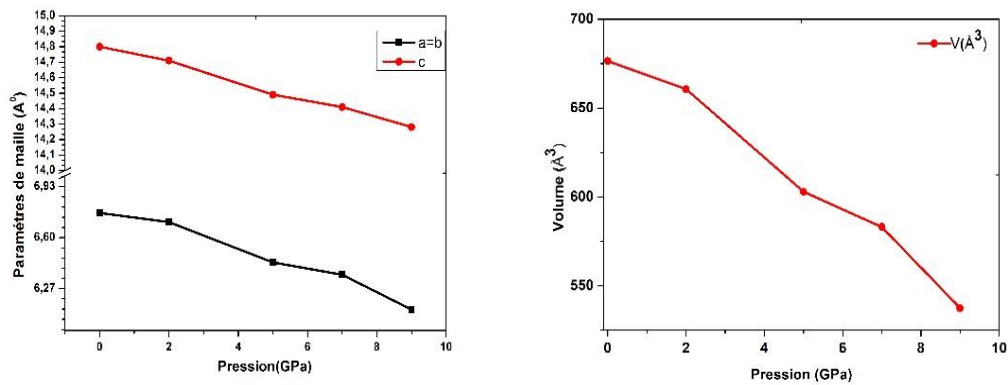 15,0
14,9
14,8
14,7
14,6
14,5
14,4
14,3
14,2
14,1
14,0
6,93
6,60
6,27
Paramétres de maille (A⁰)
a=b
c
0 2 4 6 8 10
Pression(GPa)
700
650
600
550
Volume (Å³)
V(Å³)
0 2 4 6 8 10
Pression (GPa)